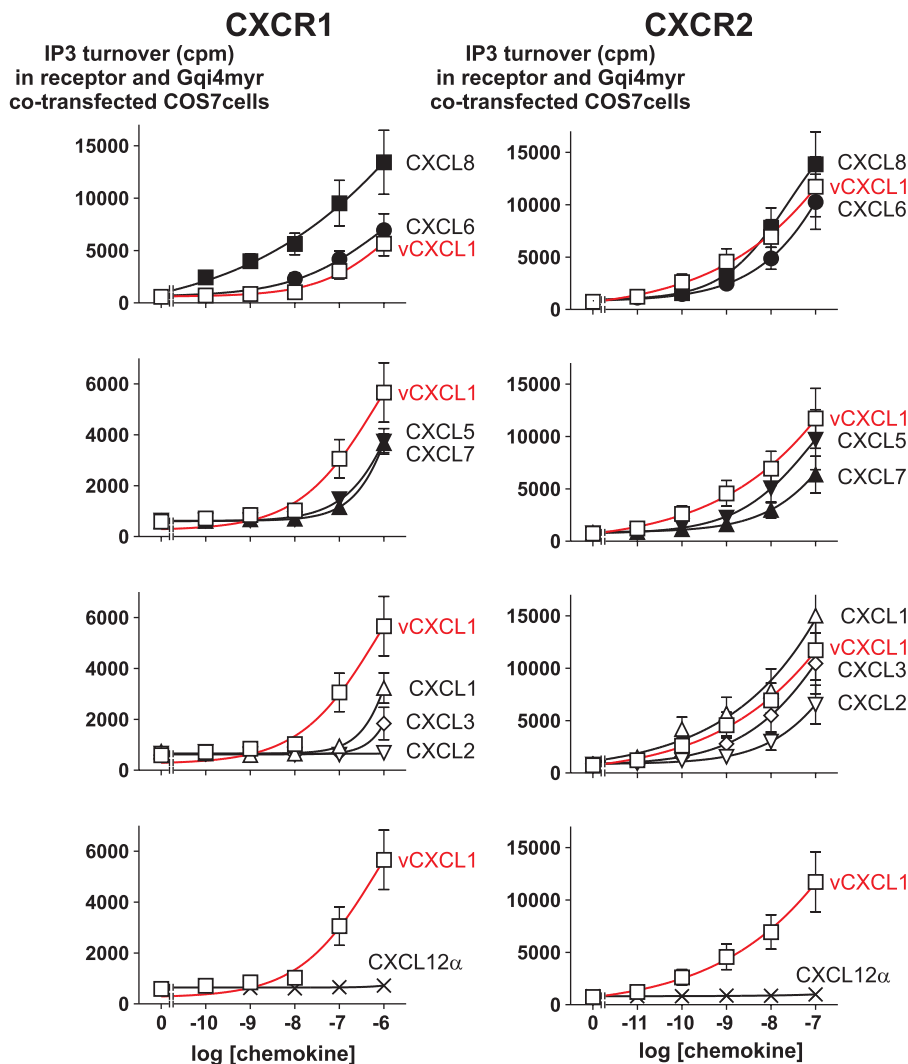 CXCR1
CXCR2
IP3 turnover (cpm)
in receptor and Gqi4myr
co-transfected COS7cells
IP3 turnover (cpm)
in receptor and Gqi4myr
co-transfected COS7cells
15000
10000
5000
0
CXCL8
CXCL6
vCXCL1
15000
10000
5000
0
CXCL8
vCXCL1
CXCL6
6000
4000
2000
0
vCXCL1
CXCL5
CXCL7
15000
10000
5000
0
vCXCL1
CXCL5
CXCL7
6000
4000
2000
0
vCXCL1
CXCL1
CXCL3
CXCL2
15000
10000
5000
0
CXCL1
vCXCL1
CXCL3
CXCL2
6000
4000
2000
0
vCXCL1
CXCL12α
0 -10 -9 -8 -7 -6
log [chemokine]
15000
10000
5000
0
vCXCL1
CXCL12α
0 -11 -10 -9 -8 -7
log [chemokine]